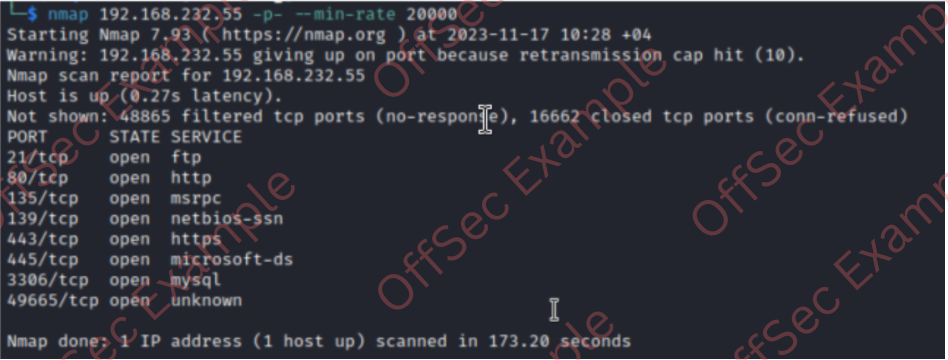 └─$ nmap 192.168.232.55 -p- --min-rate 20000
Starting Nmap 7.93 ( https://nmap.org ) at 2023-11-17 10:28 +04
Warning: 192.168.232.55 giving up on port because retransmission cap hit (10).
Nmap scan report for 192.168.232.55
Host is up (0.27s latency).
Not shown: 48865 filtered tcp ports (no-response), 16662 closed tcp ports (conn-refused)
PORT STATE SERVICE
21/tcp open ftp
80/tcp open http
135/tcp open msrpc
139/tcp open netbios-ssn
443/tcp open https
445/tcp open microsoft-ds
3306/tcp open mysql
49665/tcp open unknown
Nmap done: 1 IP address (1 host up) scanned in 173.20 seconds
OffSec Example
OffSec Example
OffSec Example